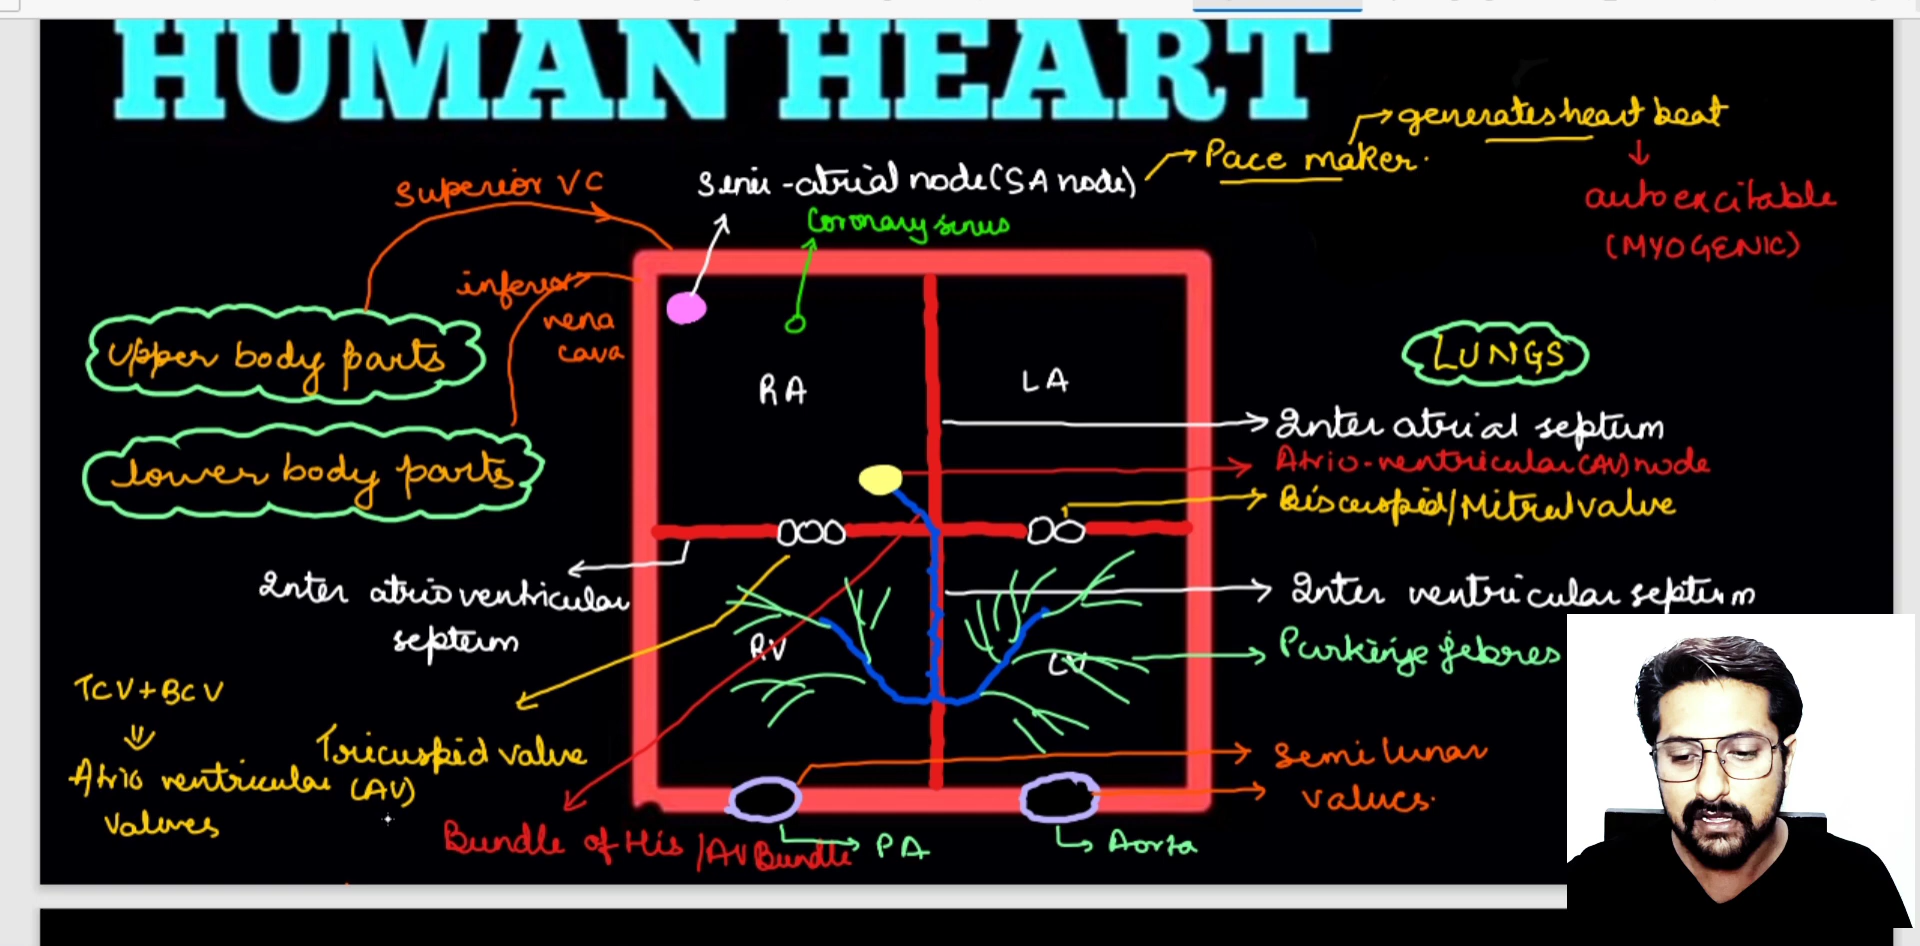 HUMAN HEART
generates heart beat
Pace maker.
auto excitable
(MYOGENIC)
Superior VC
Sinu-atrial node (SA node)
Coronary sinus
inferior
vena
cava
Upper body parts
LUNGS
RA
LA
Inter atrial septum
lower body parts
Atrio-ventricular (AV) node
Biscuspid/Mitral valve
Inter atrio ventricular
septum
Inter ventricular septum
RV
LV
Purkinje febres
TCV+BCV
Tricuspid valve
Atrio ventricular
(AV)
valves
Semi lunar
valves.
Bundle of His /AV Bundle
PA
Aorta